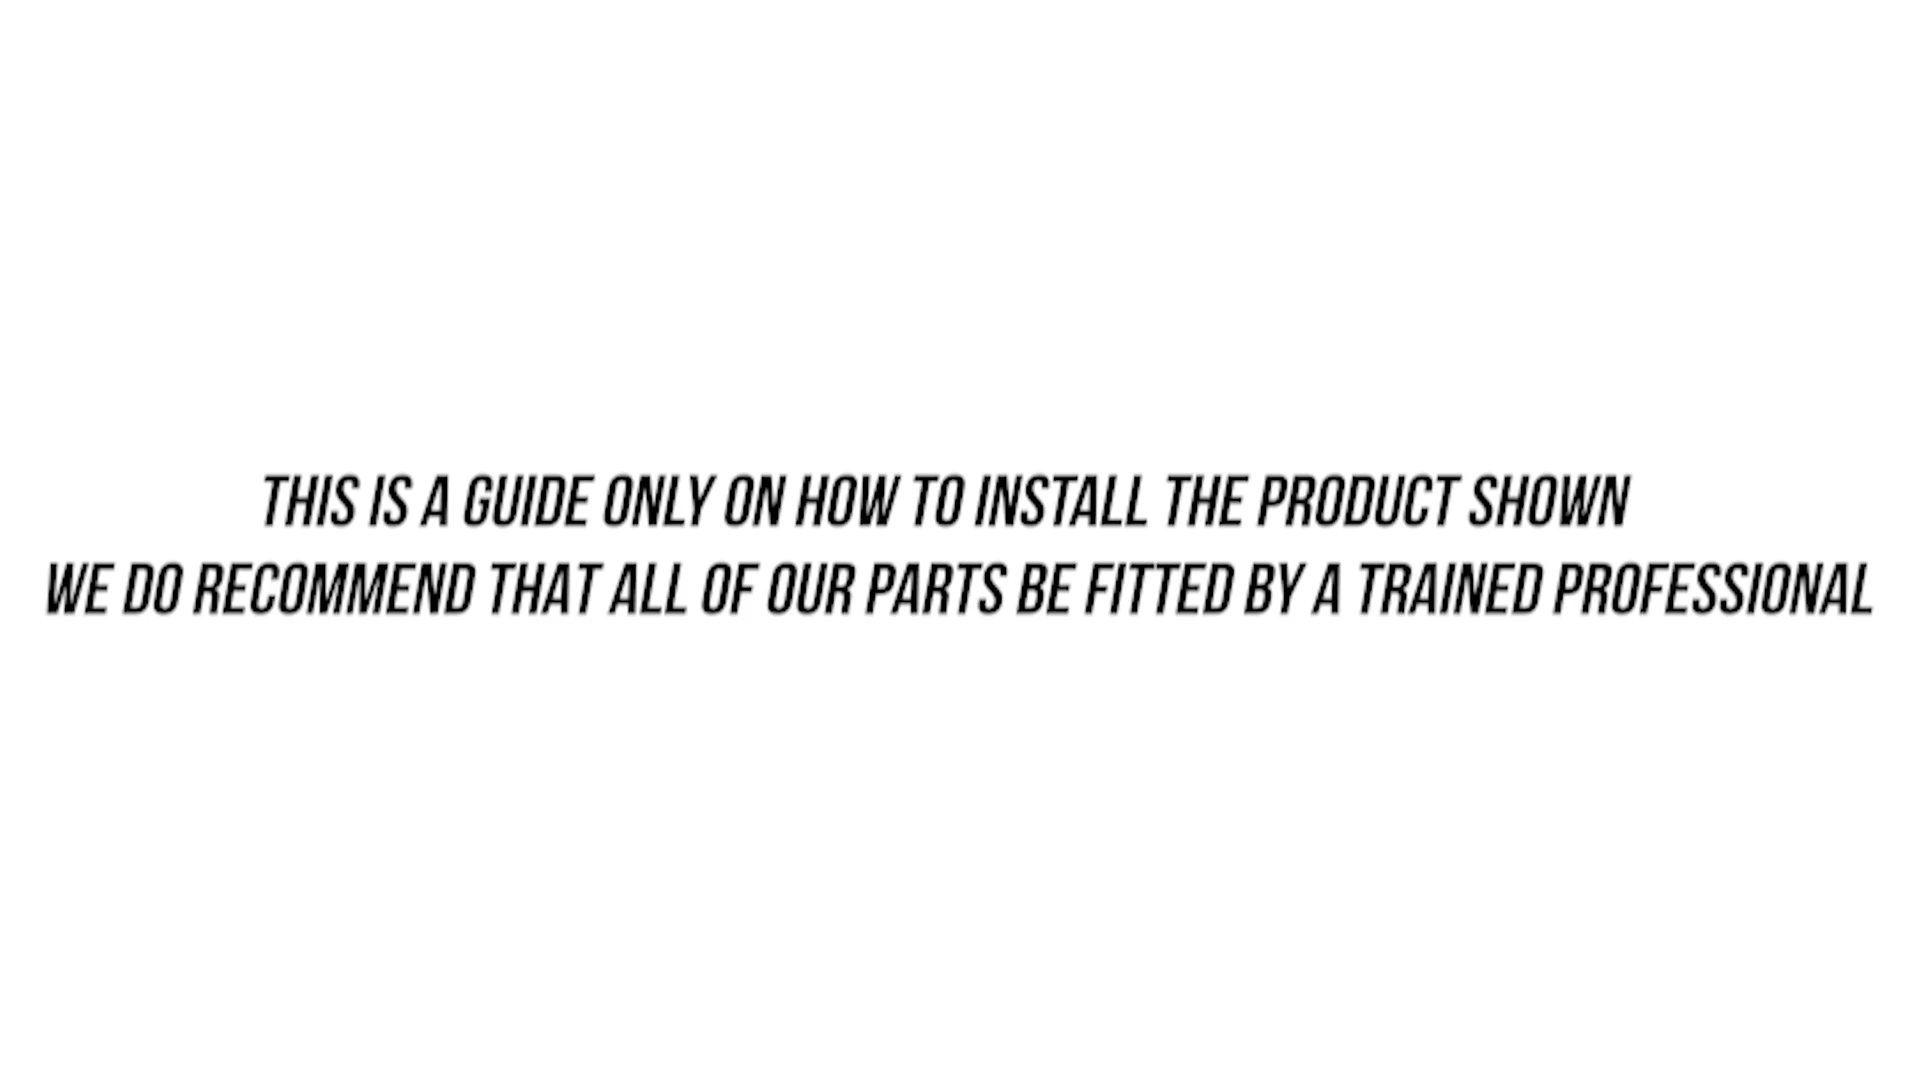 THIS IS A GUIDE ONLY ON HOW TO INSTALL THE PRODUCT SHOWN
WE DO RECOMMEND THAT ALL OF OUR PARTS BE FITTED BY A TRAINED PROFESSIONAL